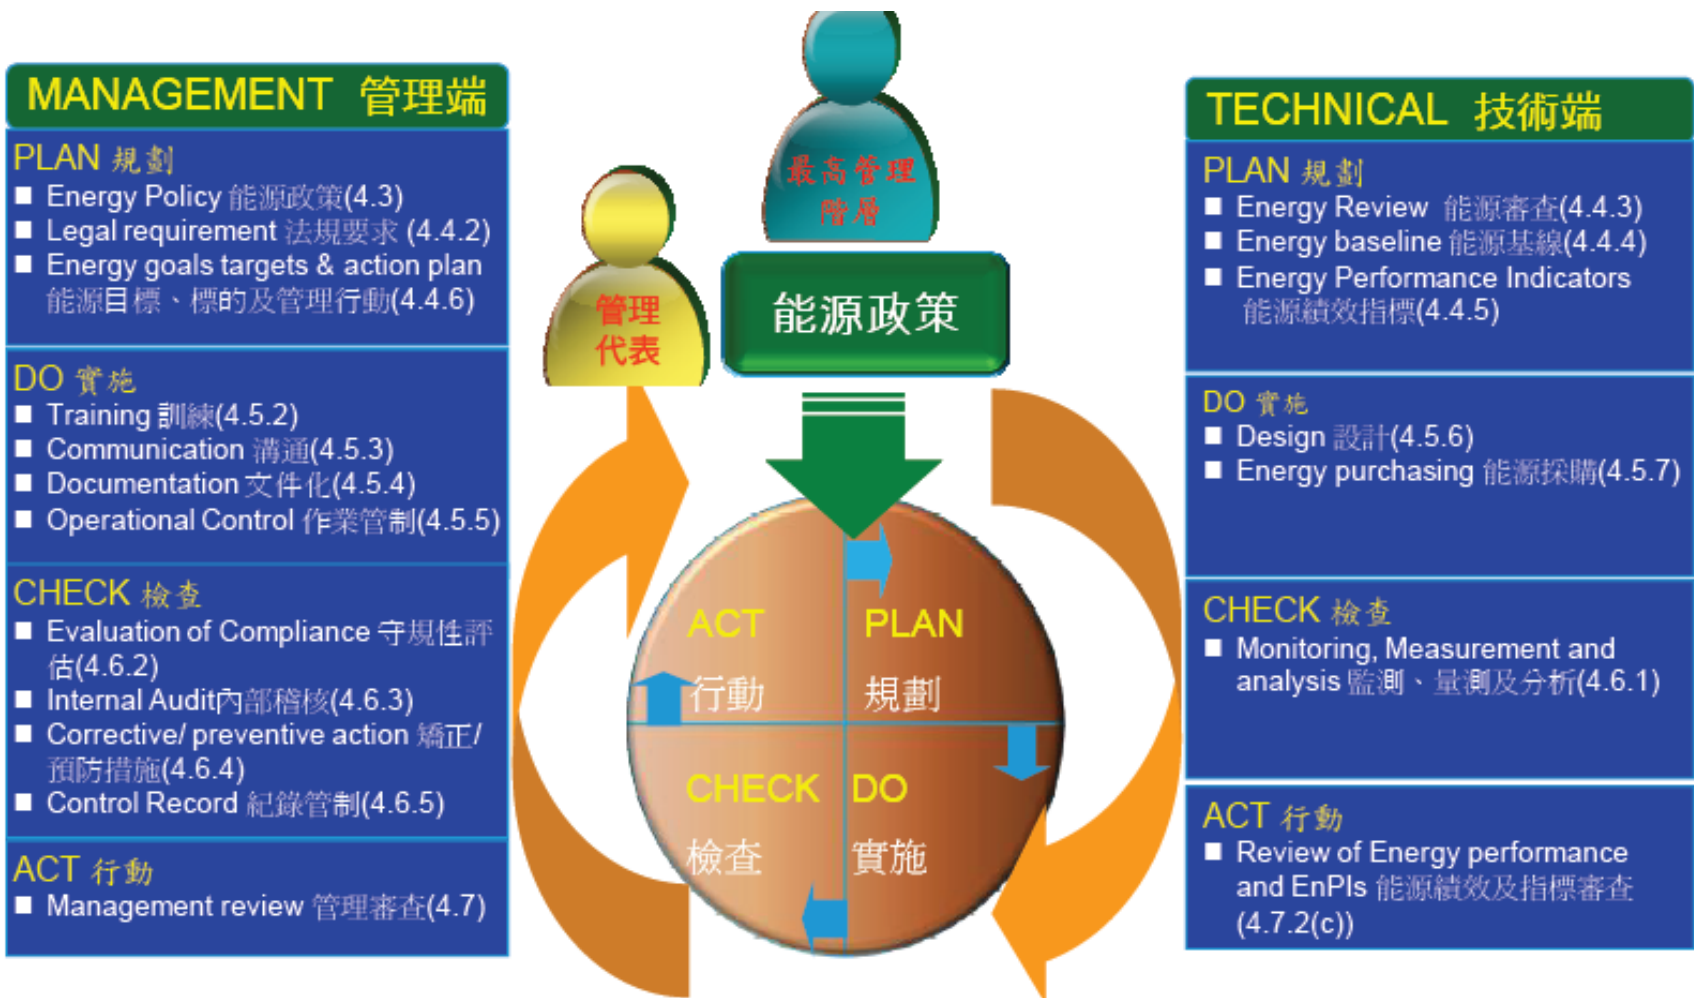 MANAGEMENT 管理端
PLAN 規劃
■ Energy Policy 能源政策(4.3)
■ Legal requirement 法規要求 (4.4.2)
■ Energy goals targets & action plan
能源目標、標的及管理行動(4.4.6)
DO 實施
■ Training 訓練(4.5.2)
■ Communication 溝通(4.5.3)
■ Documentation 文件化(4.5.4)
■ Operational Control 作業管制(4.5.5)
CHECK 檢查
■ Evaluation of Compliance 守規性評
估(4.6.2)
■ Internal Audit內部稽核(4.6.3)
■ Corrective/ preventive action 矯正/
預防措施(4.6.4)
■ Control Record 紀錄管制(4.6.5)
ACT 行動
■ Management review 管理審查(4.7)
最高管理
階層
管理
代表
能源政策
ACT
行動
PLAN
規劃
CHECK
檢查
DO
實施
TECHNICAL 技術端
PLAN 規劃
■ Energy Review 能源審查(4.4.3)
■ Energy baseline 能源基線(4.4.4)
■ Energy Performance Indicators
能源績效指標(4.4.5)
DO 實施
■ Design 設計(4.5.6)
■ Energy purchasing 能源採購(4.5.7)
CHECK 檢查
■ Monitoring, Measurement and
analysis 監測、量測及分析(4.6.1)
ACT 行動
■ Review of Energy performance
and EnPIs 能源績效及指標審查
(4.7.2(c))